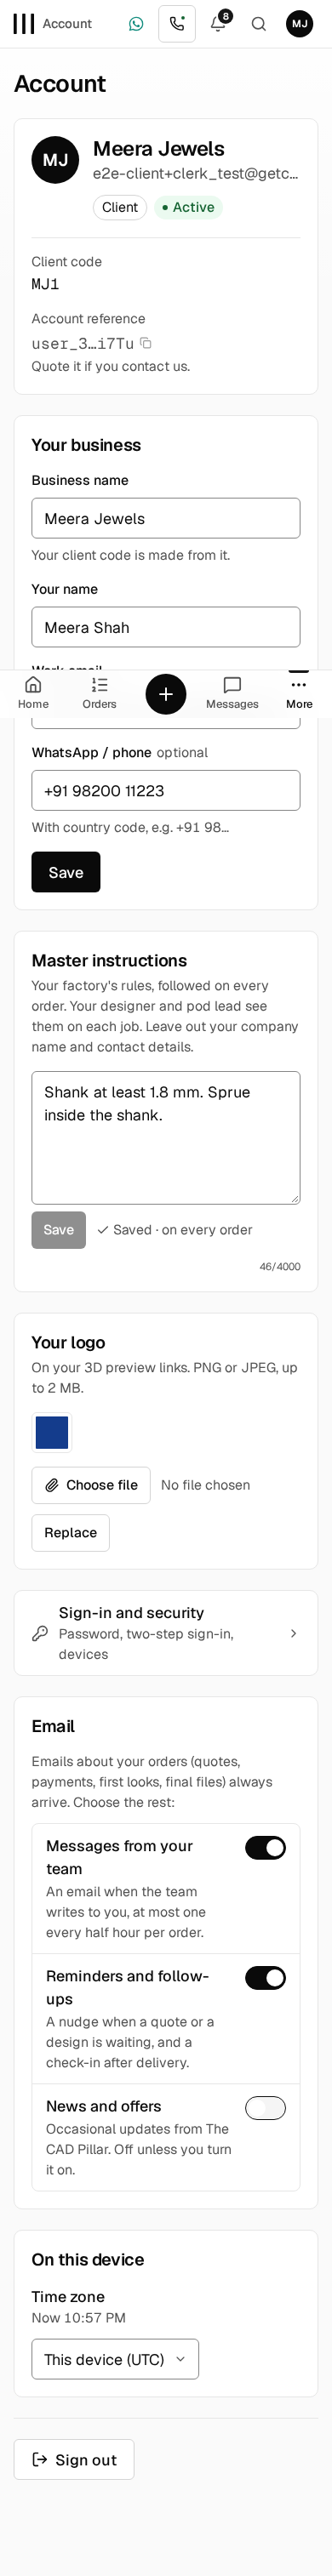 Account
8
MJ
Account
MJ
Meera Jewels
e2e-client+clerk_test@getc...
Client
Active
Client code
MJ1
Account reference
user_3…i7Tu
Quote it if you contact us.
Your business
Business name
Meera Jewels
Your client code is made from it.
Your name
Meera Shah
Home
Orders
Messages
More
WhatsApp / phone optional
+91 98200 11223
With country code, e.g. +91 98…
Save
Master instructions
Your factory's rules, followed on every
order. Your designer and pod lead see
them on each job. Leave out your company
name and contact details.
Shank at least 1.8 mm. Sprue
inside the shank.
Save
Saved · on every order
46/4000
Your logo
On your 3D preview links. PNG or JPEG, up
to 2 MB.
Choose file
No file chosen
Replace
Sign-in and security
Password, two-step sign-in,
devices
Email
Emails about your orders (quotes,
payments, first looks, final files) always
arrive. Choose the rest:
Messages from your
team
An email when the team
writes to you, at most one
every half hour per order.
Reminders and follow-
ups
A nudge when a quote or a
design is waiting, and a
check-in after delivery.
News and offers
Occasional updates from The
CAD Pillar. Off unless you turn
it on.
On this device
Time zone
Now 10:57 PM
This device (UTC)
Sign out